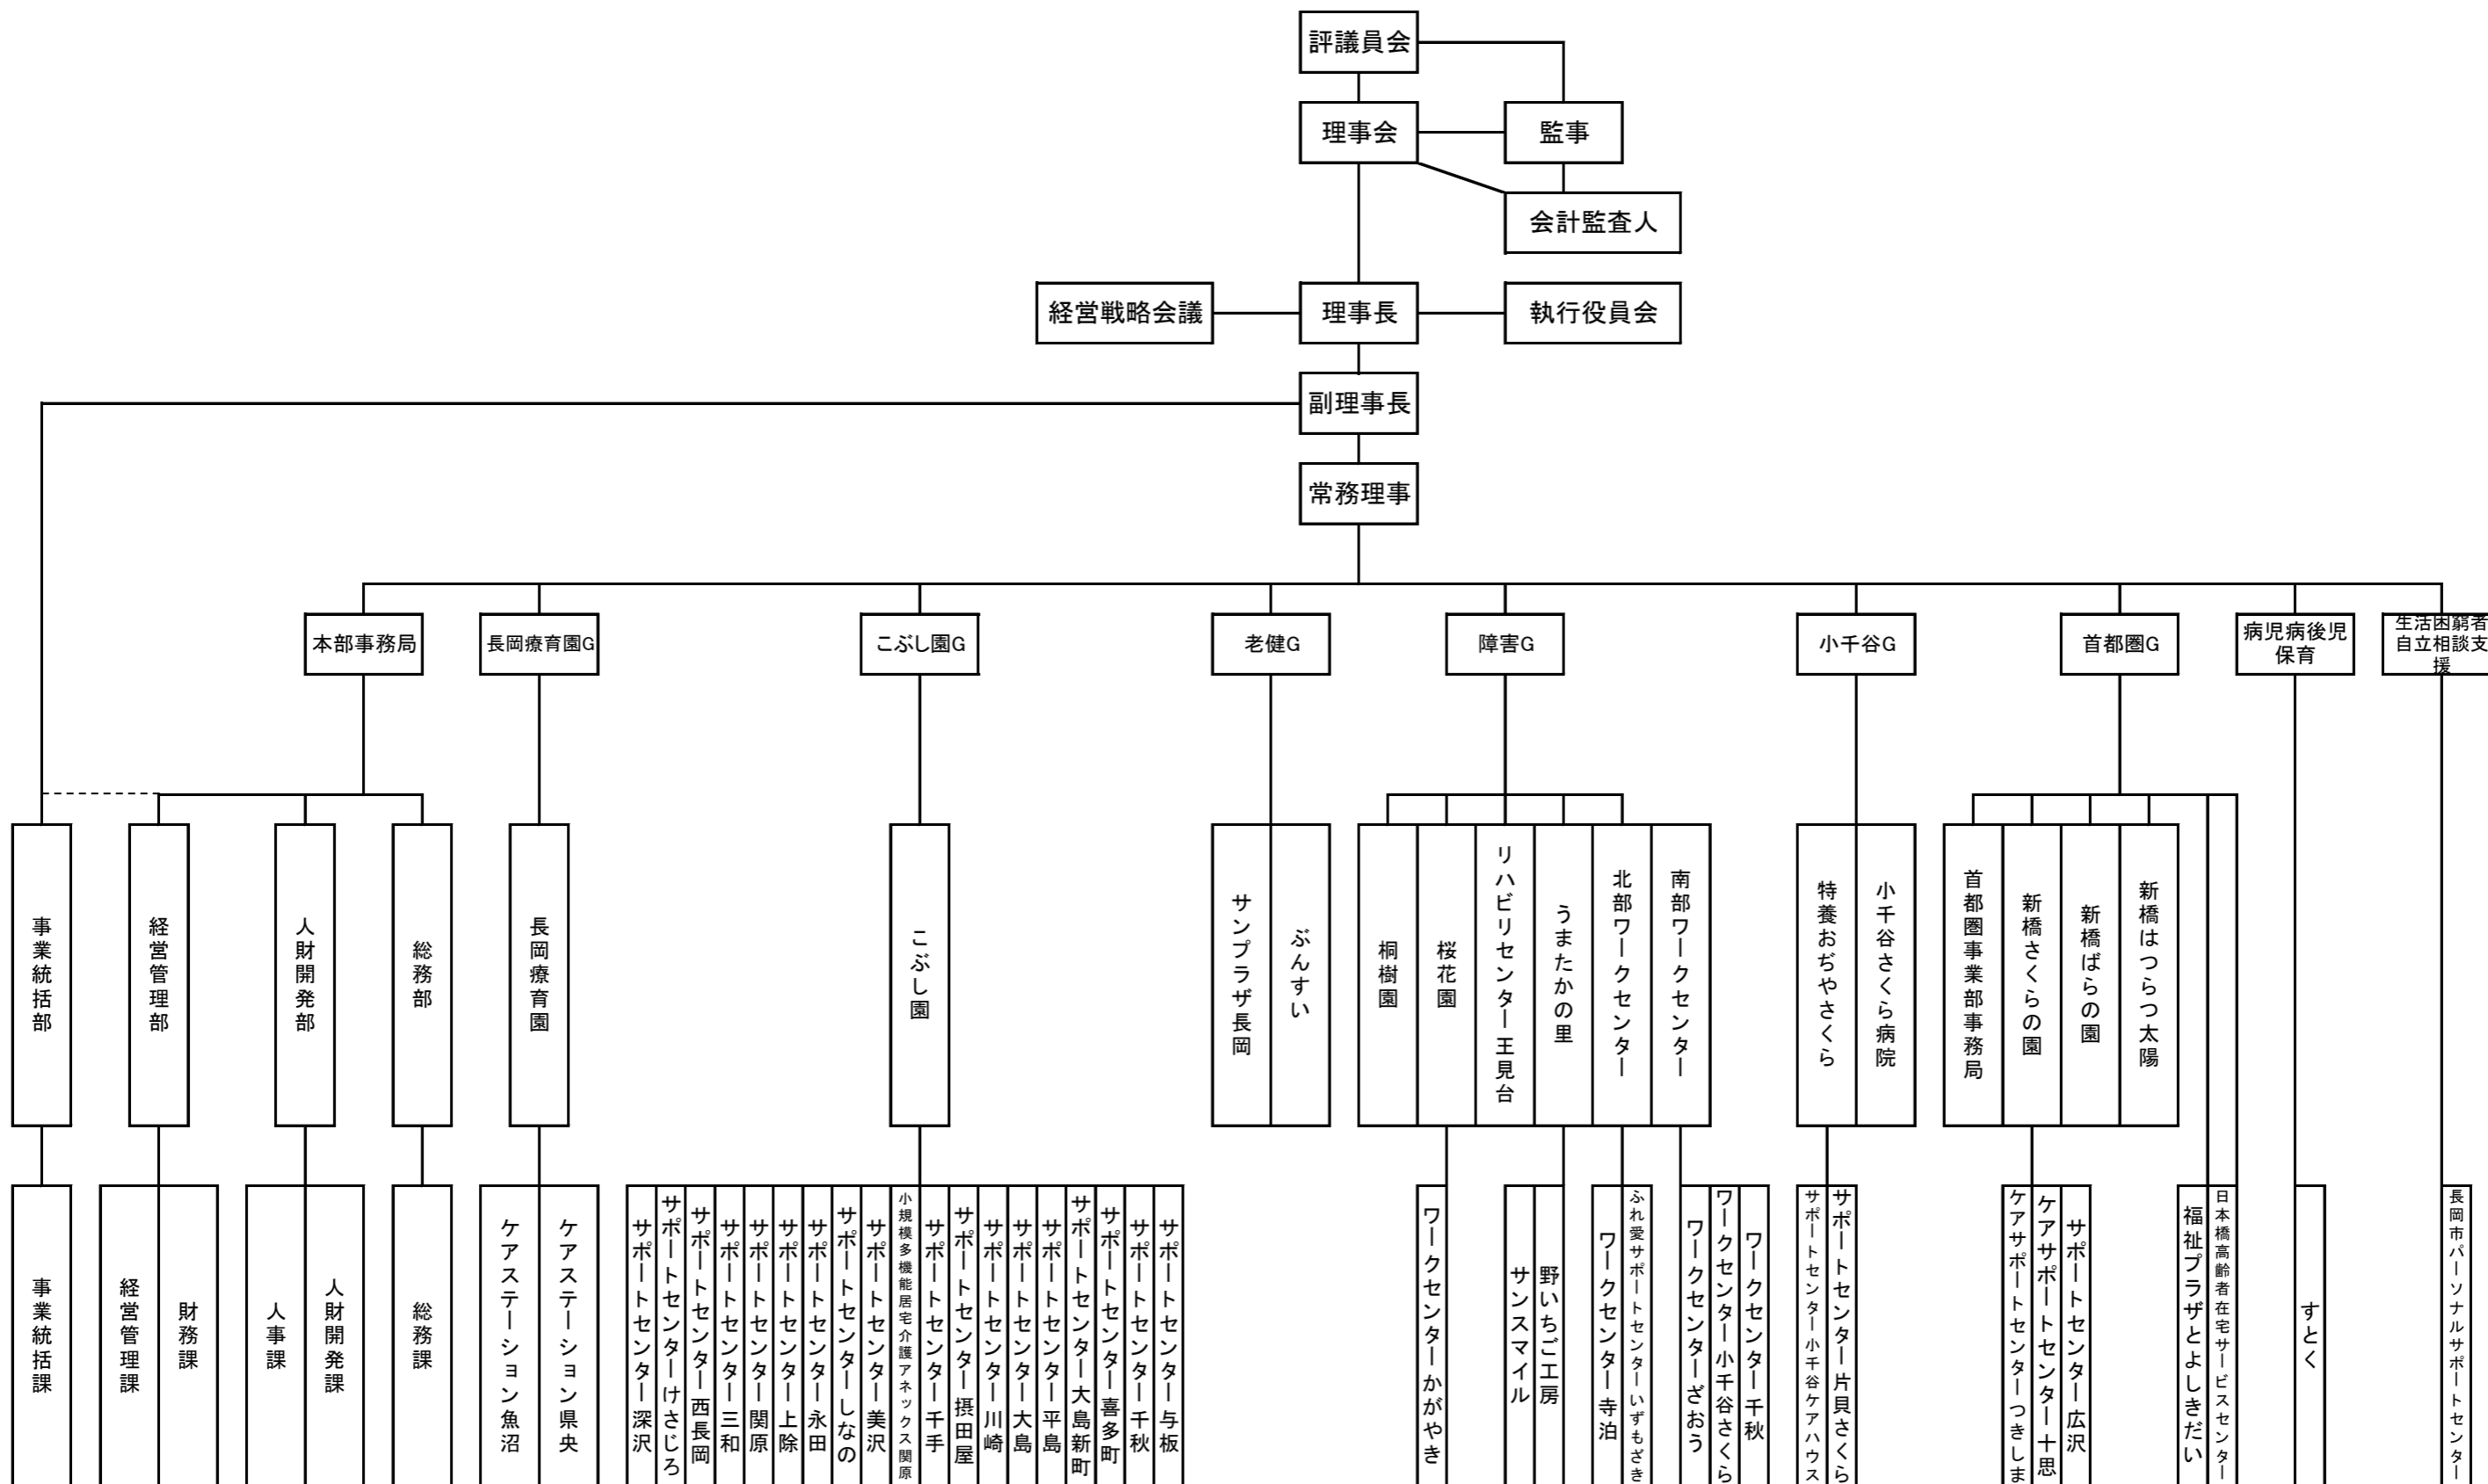 評議員会
理事会
監事
会計監査人
経営戦略会議
理事長
執行役員会
副理事長
常務理事
本部事務局
長岡療育園G
こぶし園G
老健G
障害G
小千谷G
首都圏G
病児病後児
保育
生活困窮者
自立相談支
援
事業統括部
経営管理部
人財開発部
総務部
長岡療育園
こぶし園
サンプラザ長岡
ぶんすい
桐樹園
桜花園
リハビリセンター王見台
うまたかの里
北部ワークセンター
南部ワークセンター
特養おぢやさくら
小千谷さくら病院
首都圏事業部事務局
新橋さくらの園
新橋ばらの園
新橋はつらつ太陽
事業統括課
経営管理課
財務課
人事課
人財開発課
総務課
ケアステーション魚沼
ケアステーション県央
サポートセンター深沢
サポートセンターけさじろ
サポートセンター西長岡
サポートセンター三和
サポートセンター関原
サポートセンター上除
サポートセンター永田
サポートセンターしなの
サポートセンター美沢
小規模多機能居宅介護アネックス関原
サポートセンター千手
サポートセンター摂田屋
サポートセンター川崎
サポートセンター大島
サポートセンター平島
サポートセンター大島新町
サポートセンター喜多町
サポートセンター千秋
サポートセンター与板
ワークセンターかがやき
サンスマイル
野いちご工房
ワークセンター寺泊
ふれ愛サポートセンターいずもざき
ワークセンターざおう
ワークセンター小千谷さくら
ワークセンター千秋
サポートセンター小千谷ケアハウス
サポートセンター片貝さくら
ケアサポートセンターつきしま
ケアサポートセンター十思
サポートセンター広沢
福祉プラザとよしきだい
日本橋高齢者在宅サービスセンター
すとく
長岡市パーソナルサポートセンター